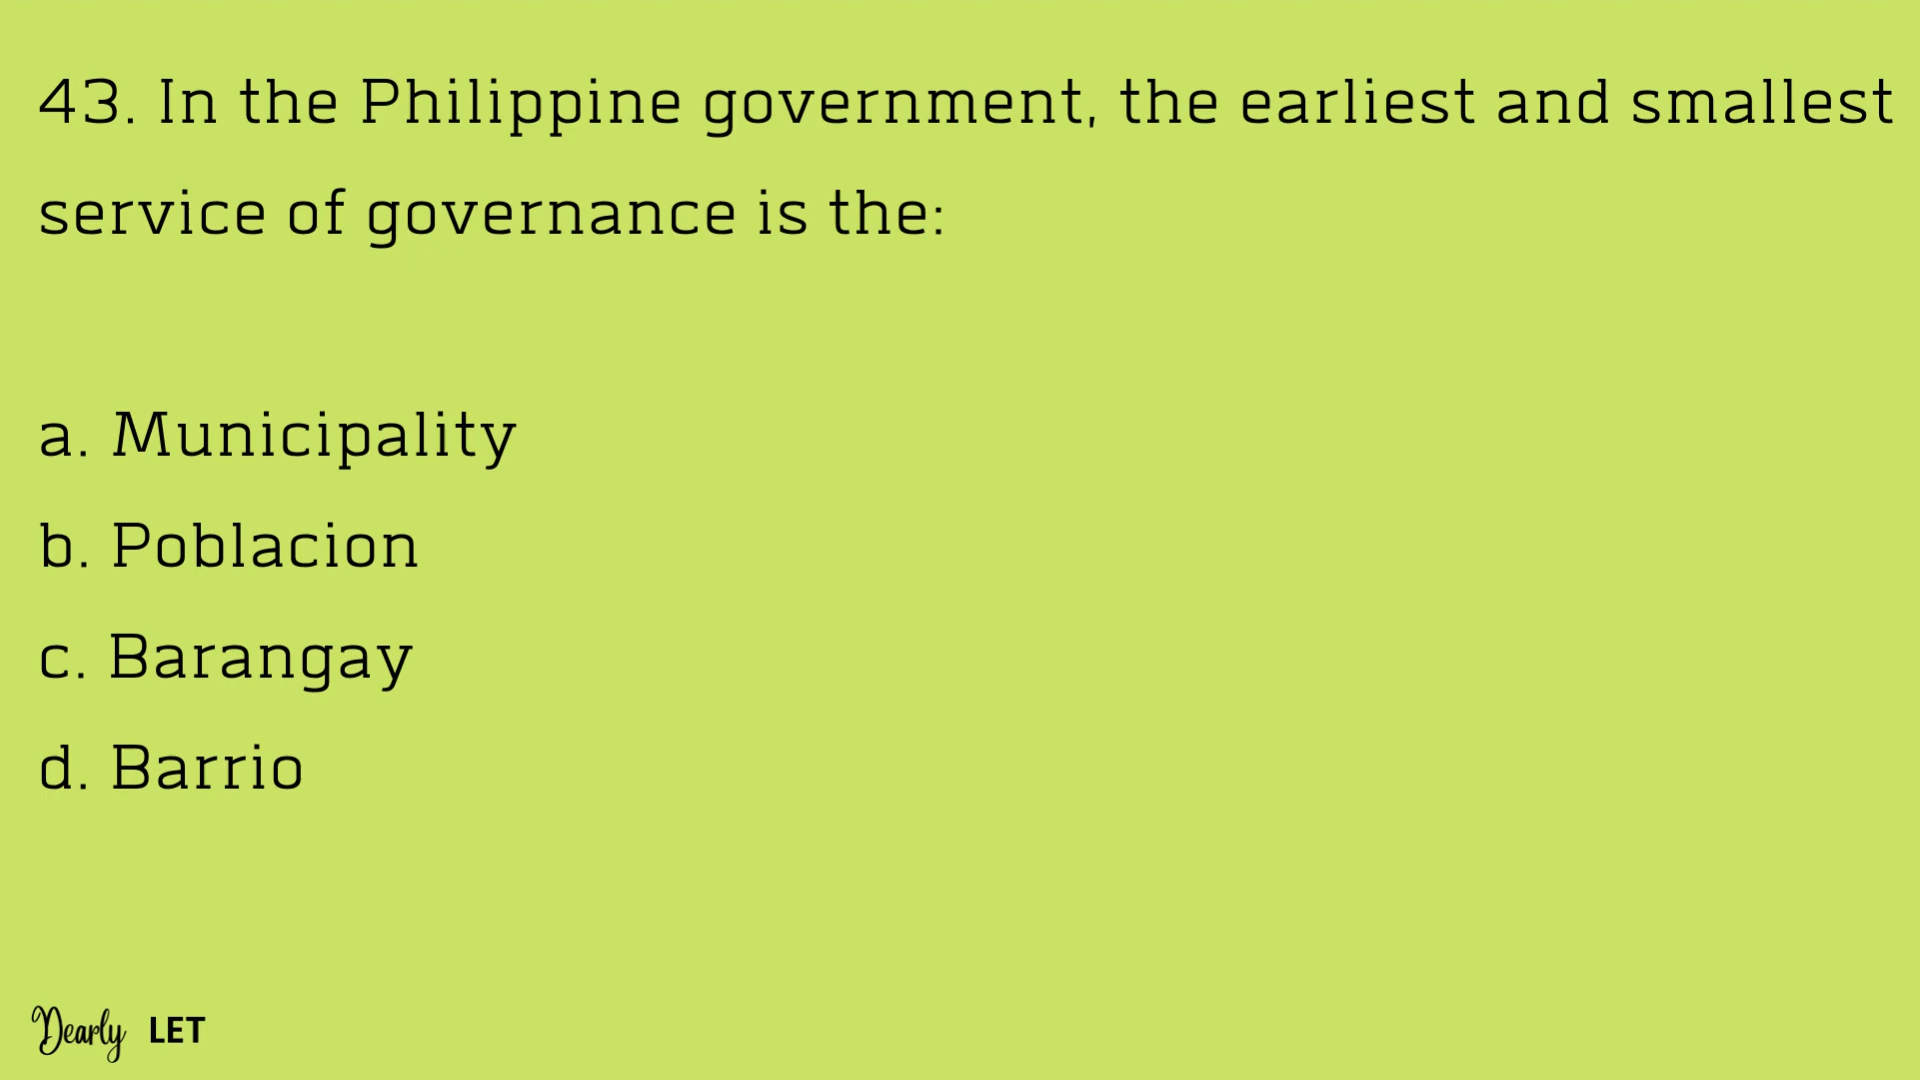 43. In the Philippine government, the earliest and smallest
service of governance is the:
a. Municipality
b. Poblacion
c. Barangay
d. Barrio
Dearly LET